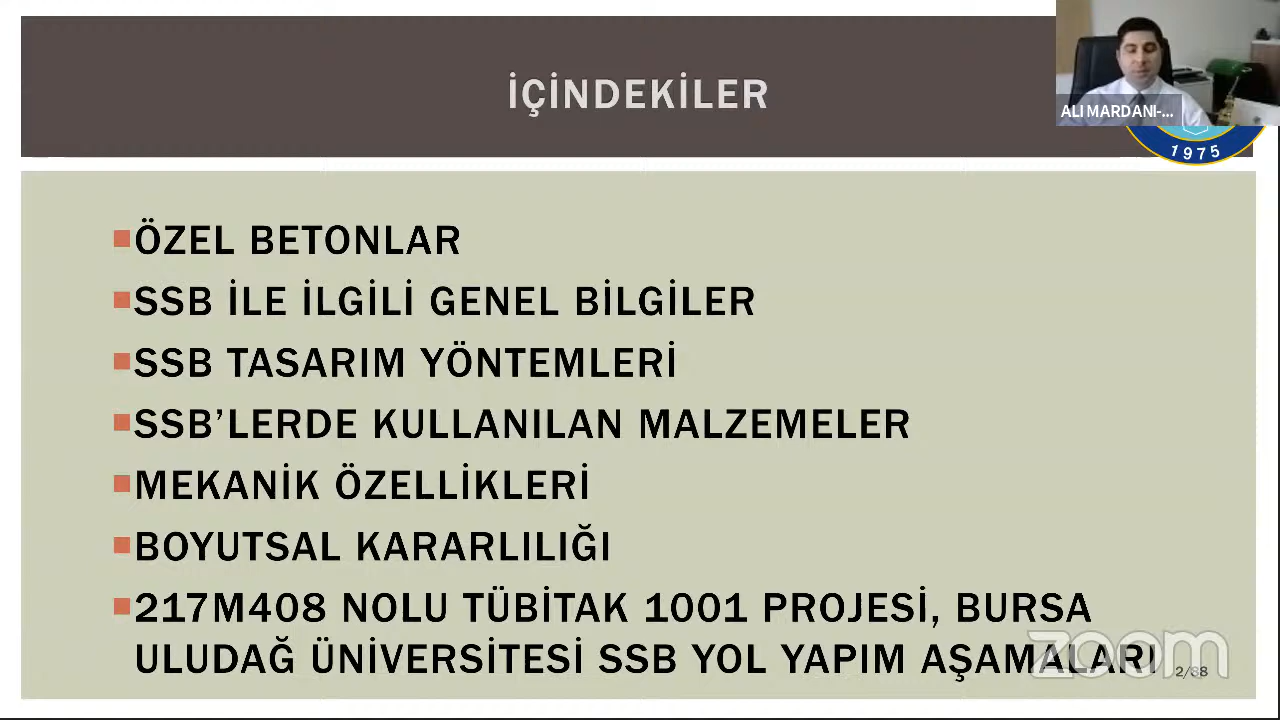 İÇİNDEKİLER
ALI MARDANI-...
1975
ÖZEL BETONLAR
SSB İLE İLGİLİ GENEL BİLGİLER
SSB TASARIM YÖNTEMLERİ
SSB’LERDE KULLANILAN MALZEMELER
MEKANİK ÖZELLİKLERİ
BOYUTSAL KARARLILIĞI
217M408 NOLU TÜBİTAK 1001 PROJESİ, BURSA
ULUDAĞ ÜNİVERSİTESİ SSB YOL YAPIM AŞAMALARI
zoom
2/88